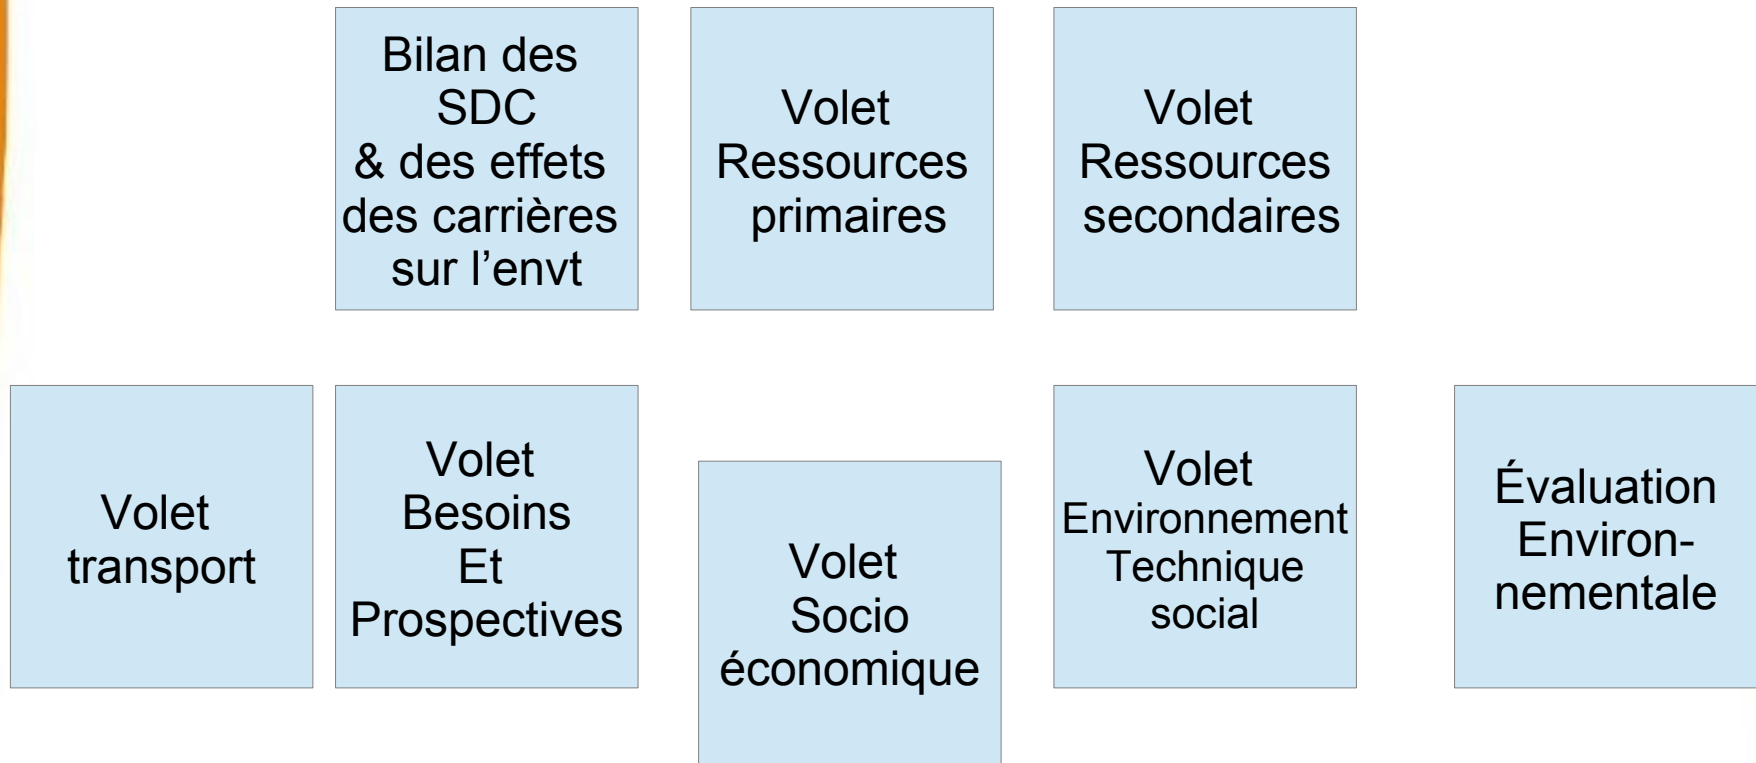 Bilan des
SDC
& des effets
des carrières
sur l’envt
Volet
Ressources
primaires
Volet
Ressources
secondaires
Volet
transport
Volet
Besoins
Et
Prospectives
Volet
Socio
économique
Volet
Environnement
Technique
social
Évaluation
Environ-
nementale